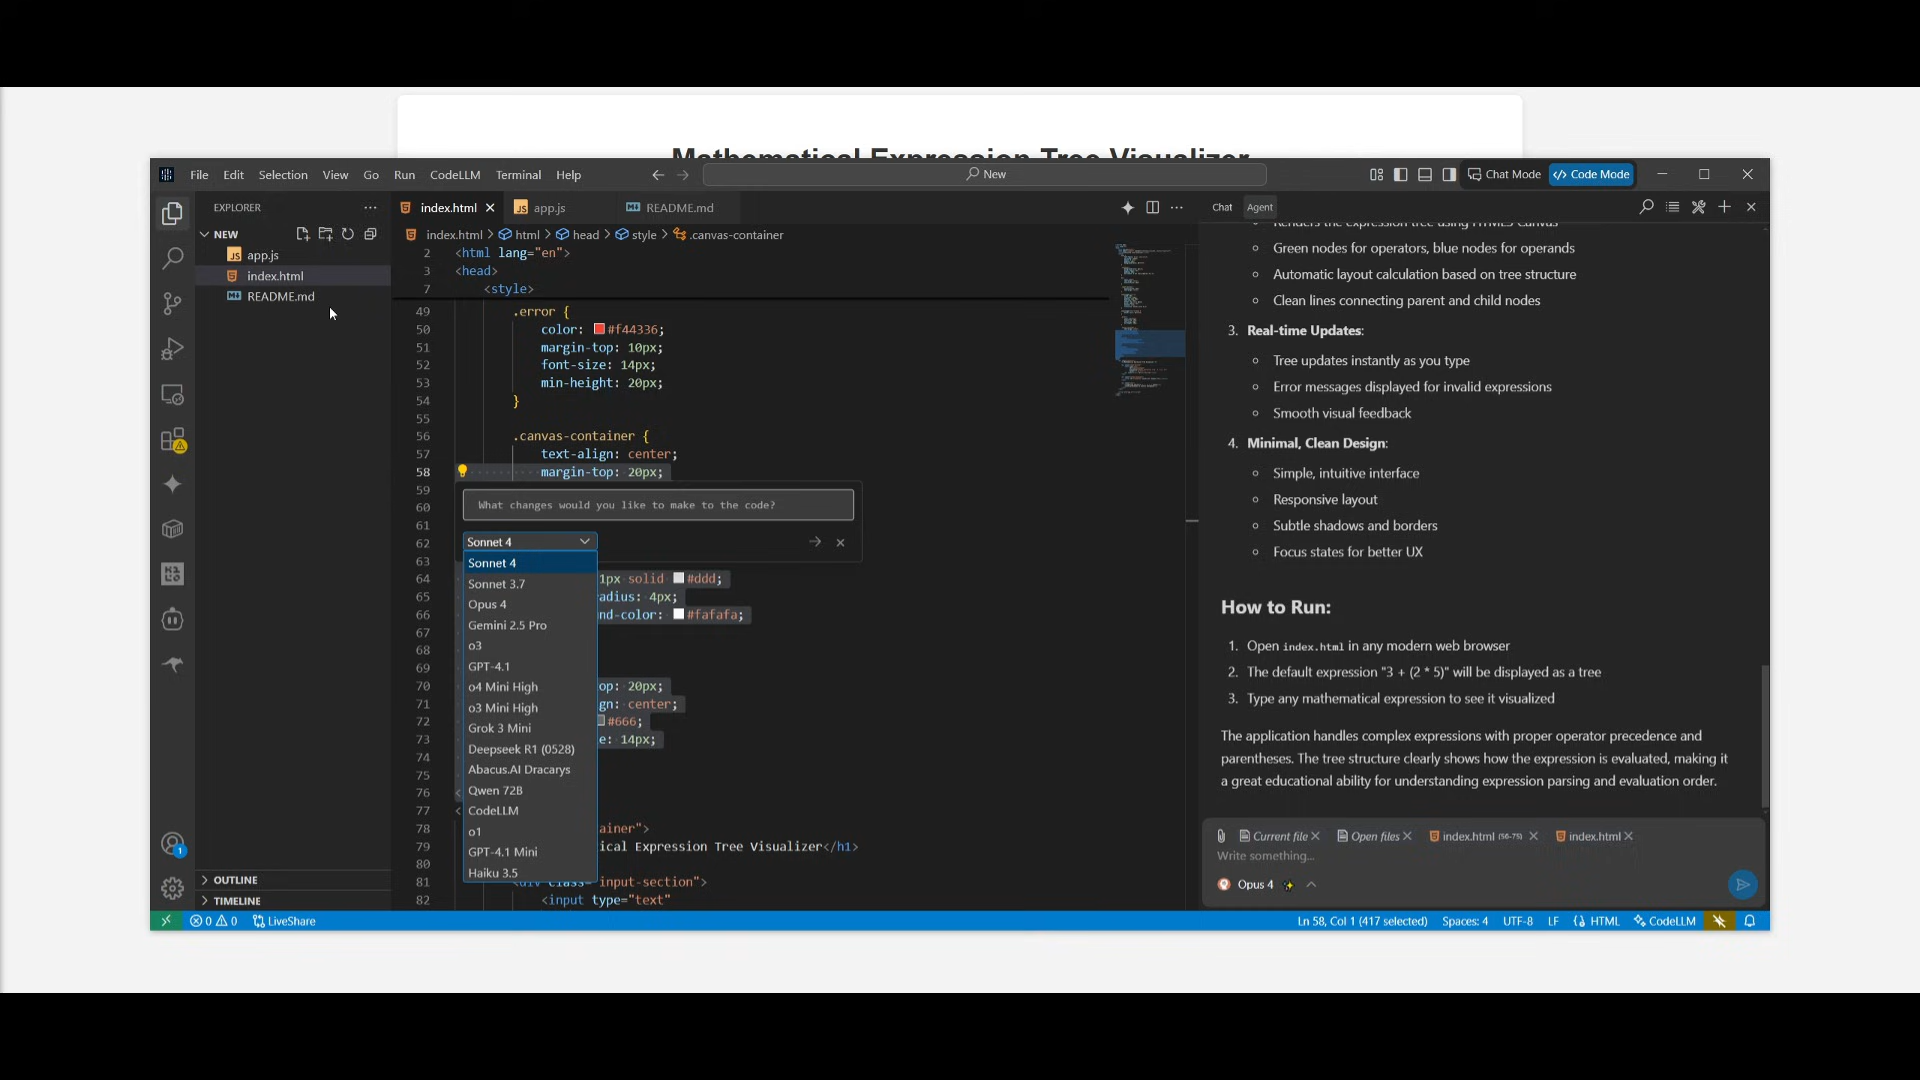 Mathematical Expression Tree Visualizer
File Edit Selection View Go Run CodeLLM Terminal Help
New
Chat Mode
Code Mode
EXPLORER
NEW
app.js
index.html
README.md
OUTLINE
TIMELINE
index.html
app.js
README.md
index.html > html > head > style > .canvas-container
2 <html lang="en">
3 <head>
7 <style>
49 .error {
50 color: #f44336;
51 margin-top: 10px;
52 font-size: 14px;
53 min-height: 20px;
54 }
55
56 .canvas-container {
57 text-align: center;
58 margin-top: 20px;
What changes would you like to make to the code?
Sonnet 4
Sonnet 4
Sonnet 3.7
Opus 4
Gemini 2.5 Pro
o3
GPT-4.1
o4 Mini High
o3 Mini High
Grok 3 Mini
Deepseek R1 (0528)
Abacus.AI Dracarys
Qwen 72B
CodeLLM
o1
GPT-4.1 Mini
Haiku 3.5
59
60
61
62
63
64 1px solid #ddd;
65 adius: 4px;
66 nd-color: #fafafa;
67
68
69
70 op: 20px;
71 gn: center;
72 #666;
73 e: 14px;
74
75
76 <
77 <
78 ainer">
79 ical Expression Tree Visualizer</h1>
80
81 <div class="input-section">
82 <input type="text"
Chat Agent
Renders the expression tree using HTML5 Canvas
Green nodes for operators, blue nodes for operands
Automatic layout calculation based on tree structure
Clean lines connecting parent and child nodes
3. Real-time Updates:
Tree updates instantly as you type
Error messages displayed for invalid expressions
Smooth visual feedback
4. Minimal, Clean Design:
Simple, intuitive interface
Responsive layout
Subtle shadows and borders
Focus states for better UX
How to Run:
1. Open index.html in any modern web browser
2. The default expression "3 + (2 * 5)" will be displayed as a tree
3. Type any mathematical expression to see it visualized
The application handles complex expressions with proper operator precedence and
parentheses. The tree structure clearly shows how the expression is evaluated, making it
a great educational ability for understanding expression parsing and evaluation order.
Current file Open files index.html (56-75) index.html
Write something...
Opus 4
0 0 LiveShare
Ln 58, Col 1 (417 selected) Spaces: 4 UTF-8 LF HTML CodeLLM